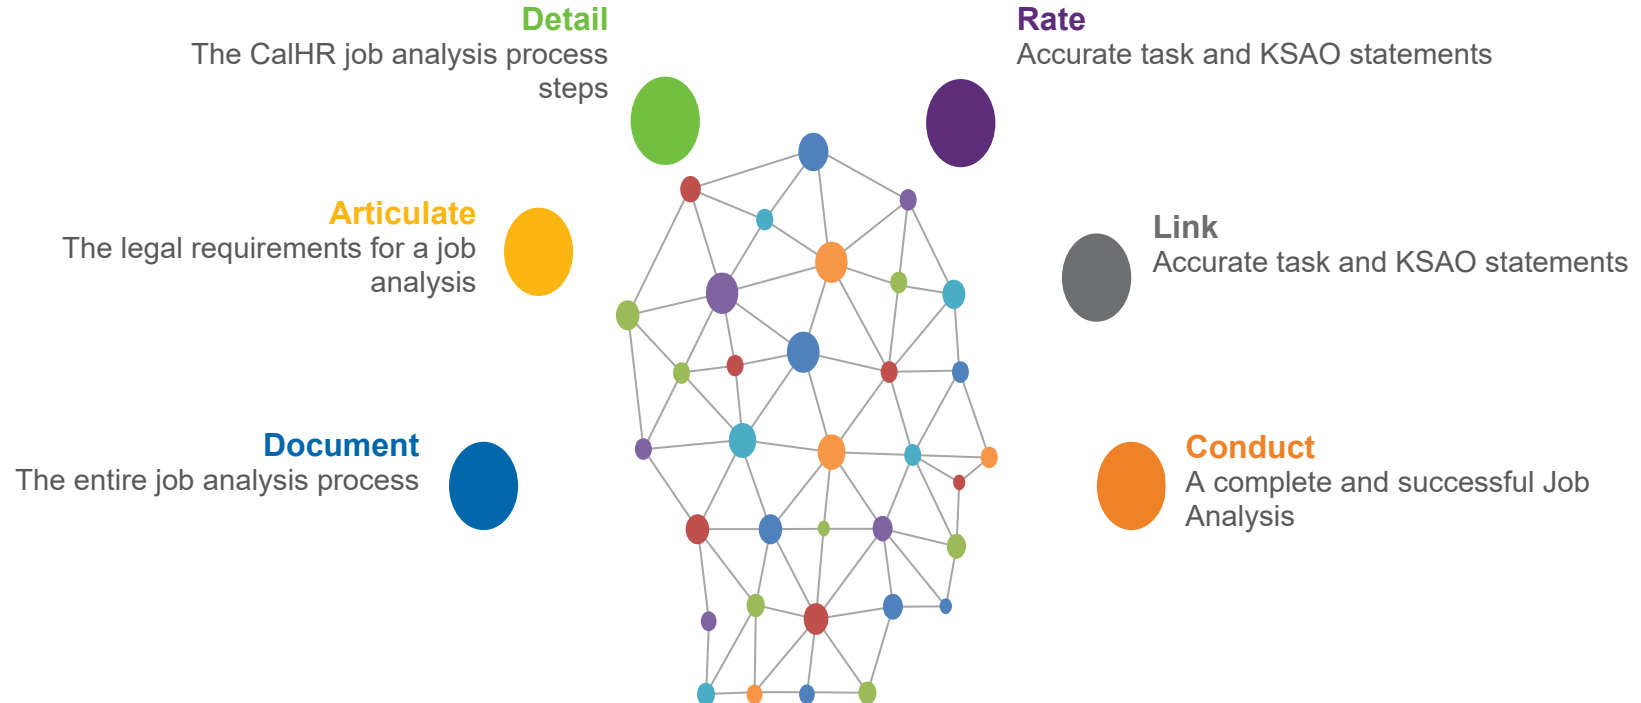 Detail
The CalHR job analysis process
steps
Articulate
The legal requirements for a job
analysis
Document
The entire job analysis process
Rate
Accurate task and KSAO statements
Link
Accurate task and KSAO statements
Conduct
A complete and successful Job
Analysis